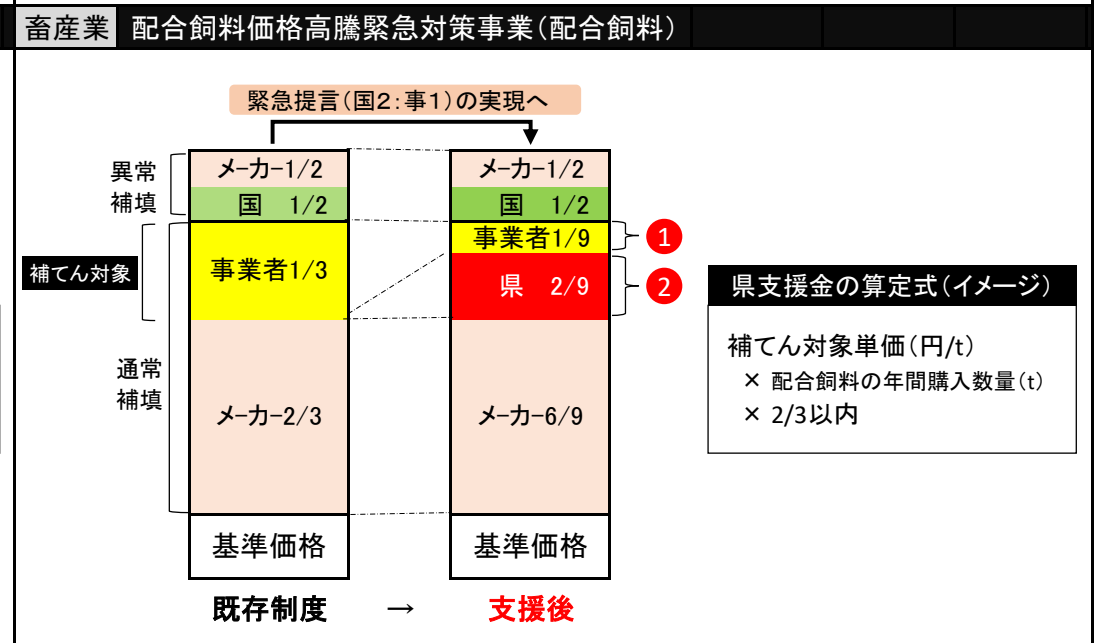 畜産業 配合飼料価格高騰緊急対策事業(配合飼料)
緊急提言(国2:事1)の実現へ
異常
補填
メーカー1/2
国 1/2
補てん対象
事業者1/3
通常
補填
メーカー2/3
基準価格
既存制度
→
メーカー1/2
国 1/2
事業者1/9
1
県 2/9
2
メーカー6/9
基準価格
支援後
県支援金の算定式(イメージ)
補てん対象単価(円/t)
× 配合飼料の年間購入数量(t)
× 2/3以内